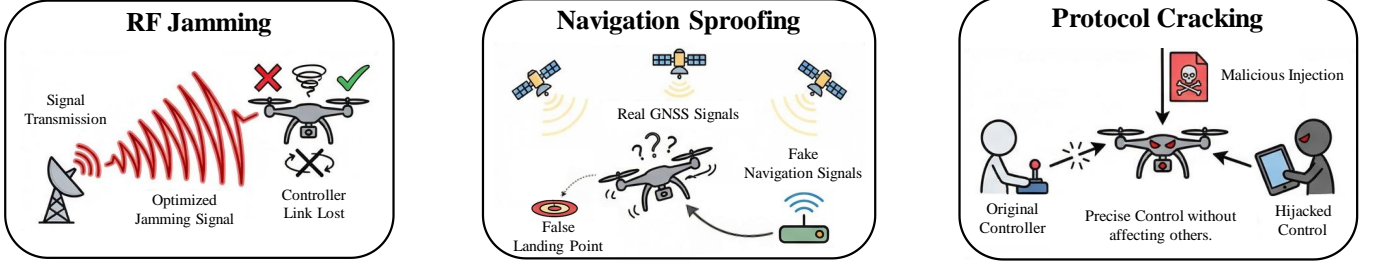 RF Jamming
Signal
Transmission
Optimized
Jamming Signal
Controller
Link Lost
Navigation Sproofing
Real GNSS Signals
???
Fake
Navigation Signals
False
Landing Point
Protocol Cracking
Malicious Injection
Original
Controller
Precise Control without
affecting others.
Hijacked
Control